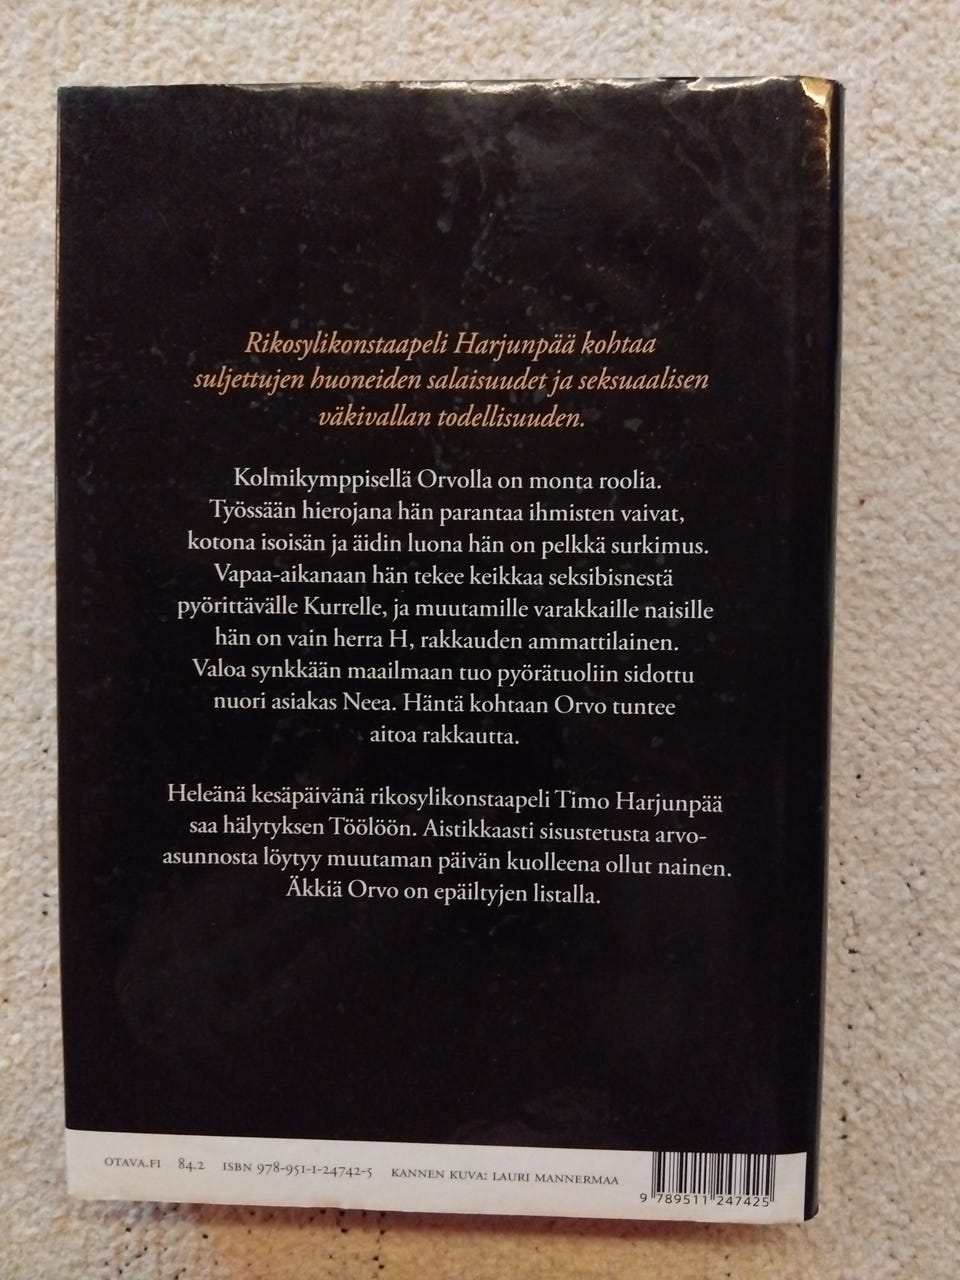 Rikosylikonstaapeli Harjunpää kohtaa
suljettujen huoneiden salaisuudet ja seksuaalisen
väkivallan todellisuuden.
Kolmikymppisellä Orvolla on monta roolia.
Työssään hierojana hän parantaa ihmisten vaivat,
kotona isoisän ja äidin luona hän on pelkkä surkimus.
Vapaa-aikanaan hän tekee keikkaa seksibisnestä
pyörittävälle Kurrelle, ja muutamille varakkaille naisille
hän on vain herra H, rakkauden ammattilainen.
Valoa synkkään maailmaan tuo pyörätuoliin sidottu
nuori asiakas Neea. Häntä kohtaan Orvo tuntee
aitoa rakkautta.
Heleänä kesäpäivänä rikosylikonstaapeli Timo Harjunpää
saa hälytyksen Töölöön. Aistikkaasti sisustetusta arvo-
asunnosta löytyy muutaman päivän kuolleena ollut nainen.
Äkkiä Orvo on epäiltyjen listalla.
OTAVA.FI 84.2 ISBN 978-951-1-24742-5 KANNEN KUVA: LAURI MANNERMAA
9 789511 247425